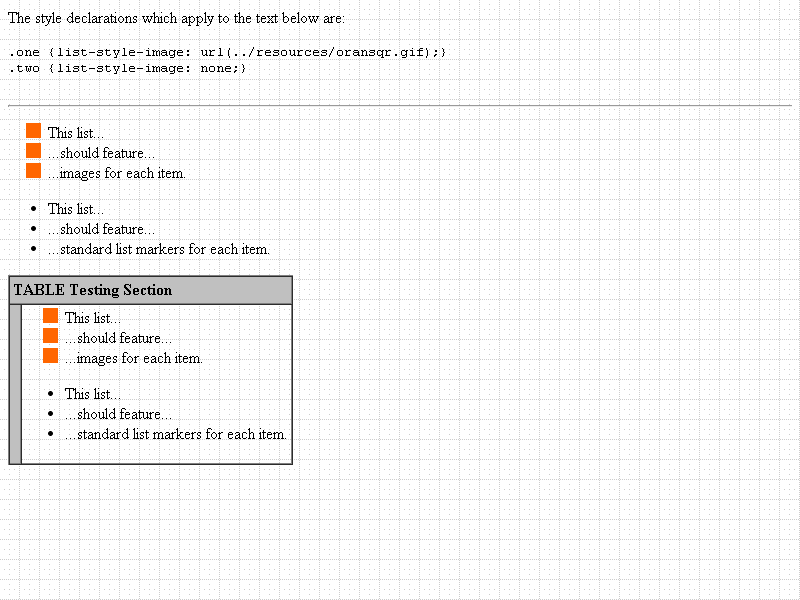 The style declarations which apply to the text below are:
.one {list-style-image: url(../resources/oransqr.gif);}
.two {list-style-image: none;}
This list...
...should feature...
...images for each item.
This list...
...should feature...
...standard list markers for each item.
TABLE Testing Section
This list...
...should feature...
...images for each item.
This list...
...should feature...
...standard list markers for each item.